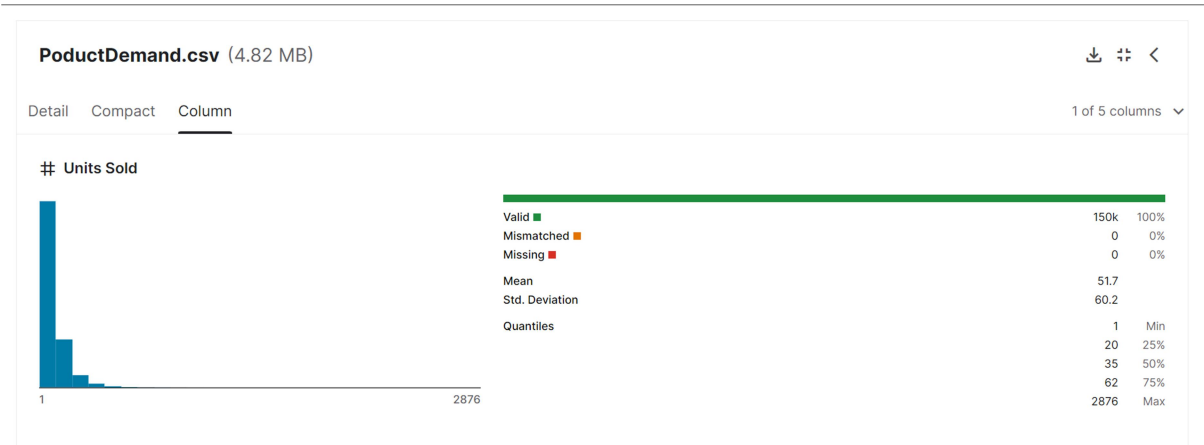 PoductDemand.csv (4.82 MB)
Detail Compact Column
1 of 5 columns
Units Sold
1 2876
Valid 150k 100%
Mismatched 0 0%
Missing 0 0%
Mean 51.7
Std. Deviation 60.2
Quantiles 1 Min
20 25%
35 50%
62 75%
2876 Max